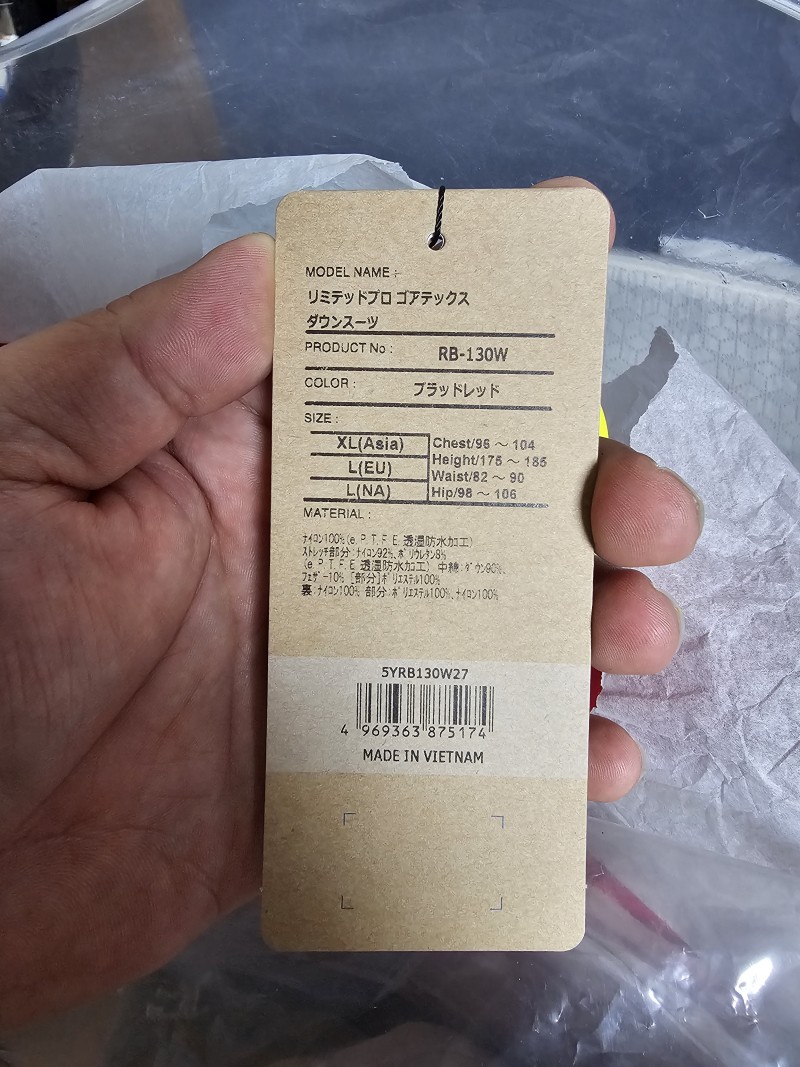 MODEL NAME :
リミテッドプロ ゴアテックス
ダウンスーツ
PRODUCT No : RB-130W
COLOR : ブラッドレッド
SIZE :
XL(Asia)
L(EU)
L(NA)
Chest/96 ～ 104
Height/175 ～ 185
Waist/82 ～ 90
Hip/98 ～ 106
MATERIAL :
ナイロン100%(e.P.T.F.E.透湿防水加工)
ストレッチ部分:ナイロン92%、ポリウレタン8%
(e.P.T.F.E.透湿防水加工) 中綿:ダウン90%、
フェザー10% [部分]ポリエステル100%
裏:ナイロン100% 部分:ポリエステル100%、ナイロン100%
5YRB130W27
4 969363 875174
MADE IN VIETNAM